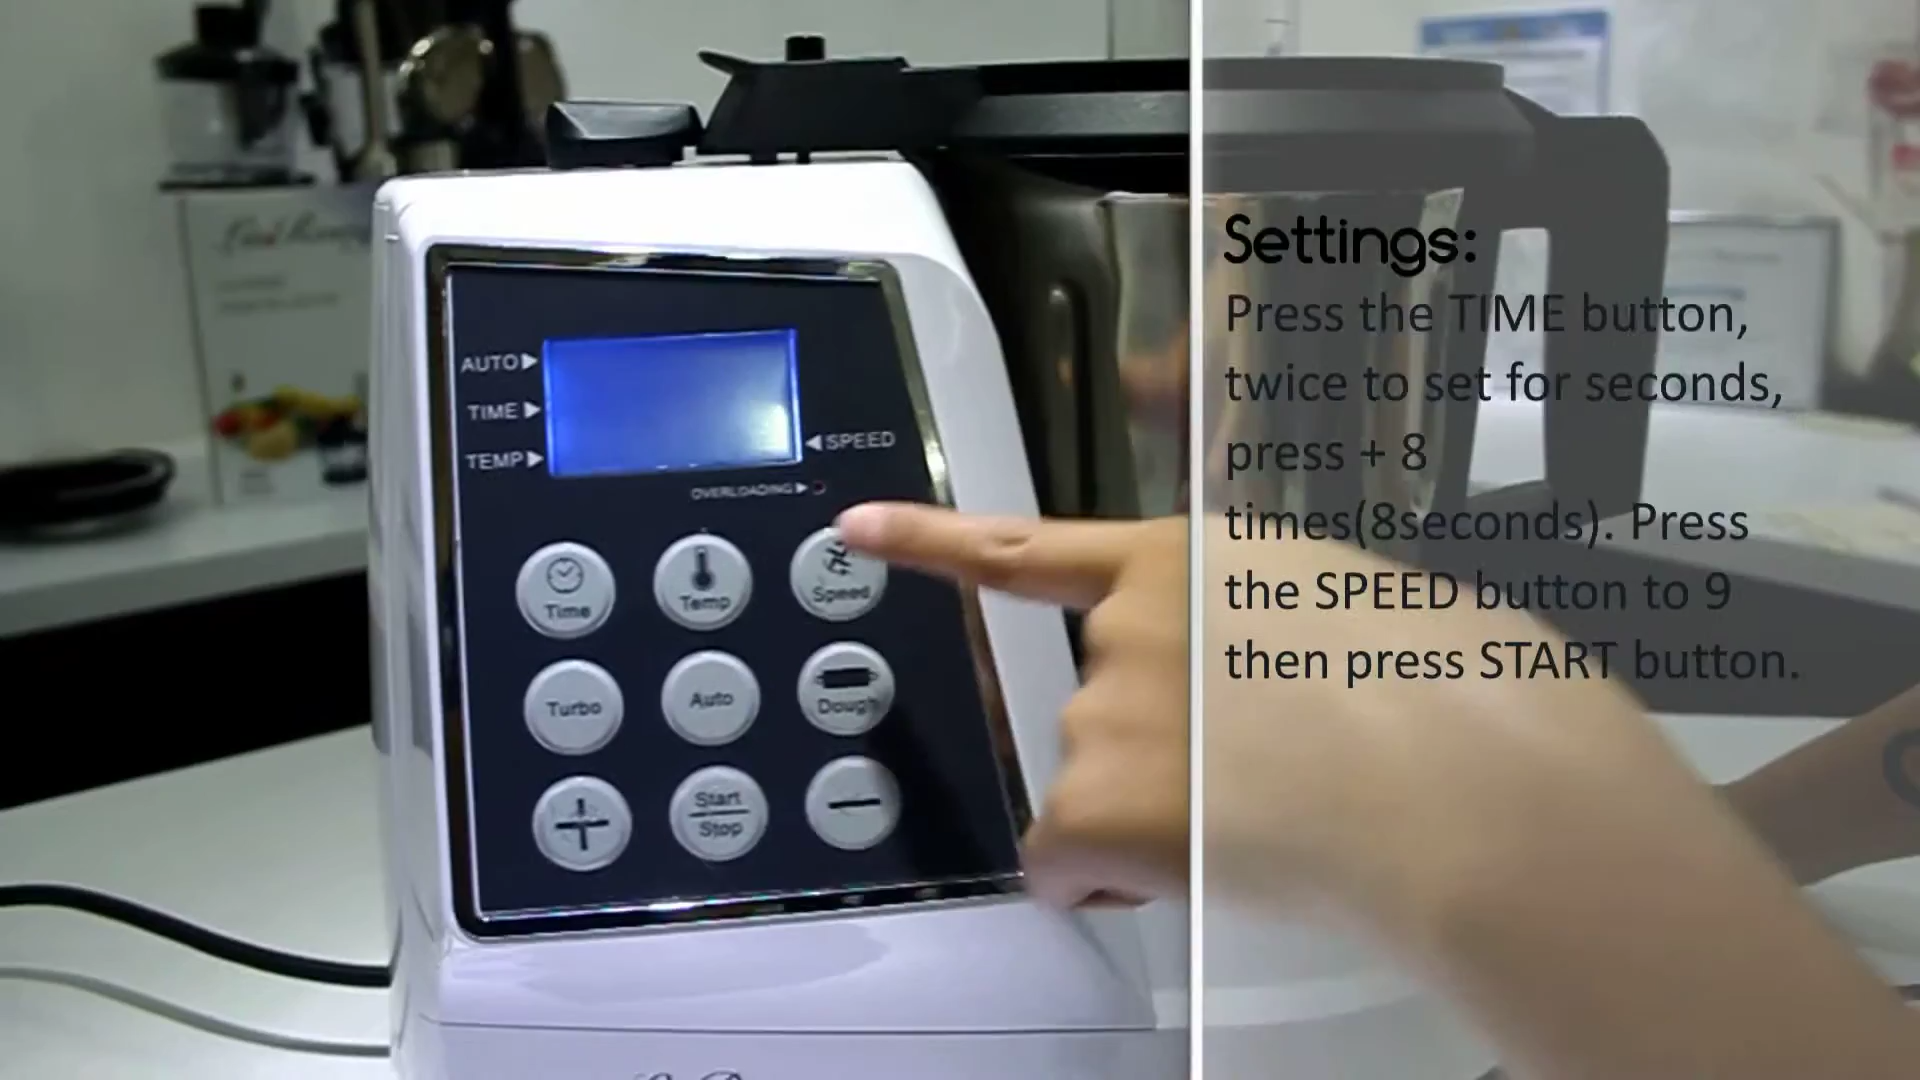 AUTO▶
TIME▶
TEMP▶
◀SPEED
OVERLOADING▶
Time
Temp
Speed
Turbo
Auto
Dough
+
Start
Stop
−
Settings:
Press the TIME button,
twice to set for seconds,
press + 8
times(8seconds). Press
the SPEED button to 9
then press START button.